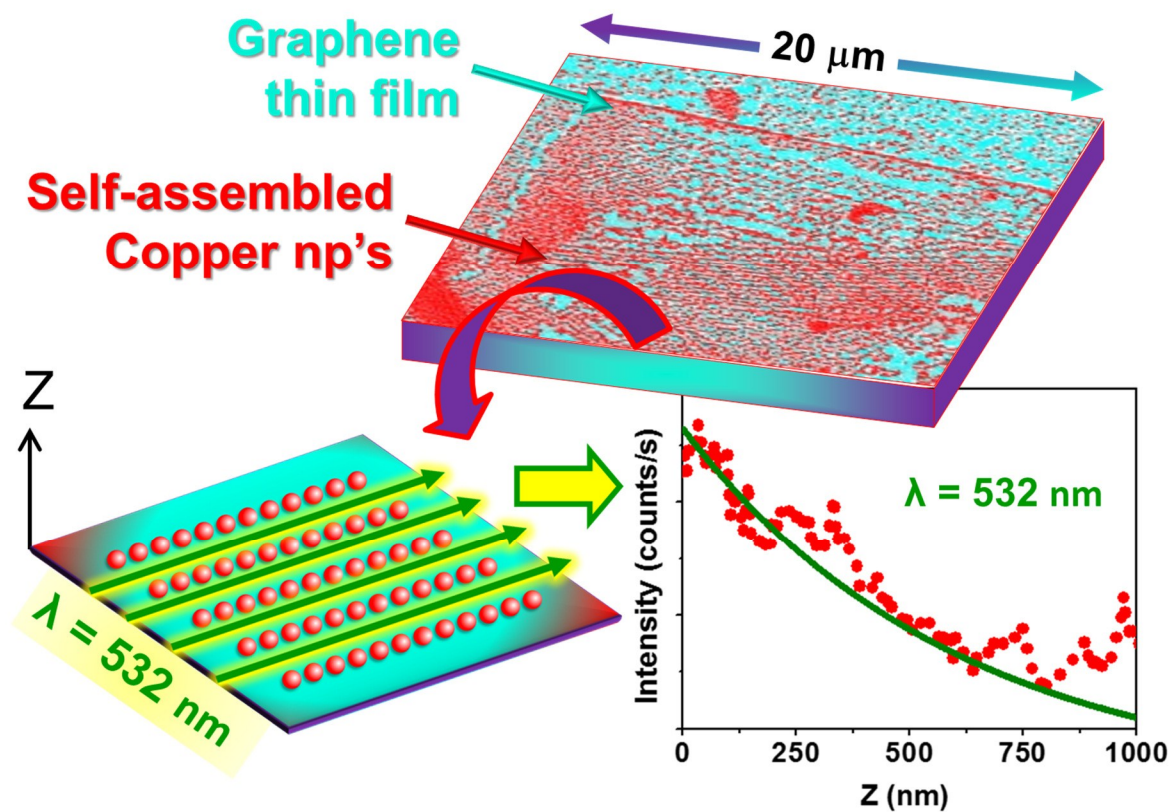 Graphene
thin film
20 μm
Self-assembled
Copper np's
Z
λ = 532 nm
Intensity (counts/s)
λ = 532 nm
0 250 500 750 1000
Z (nm)